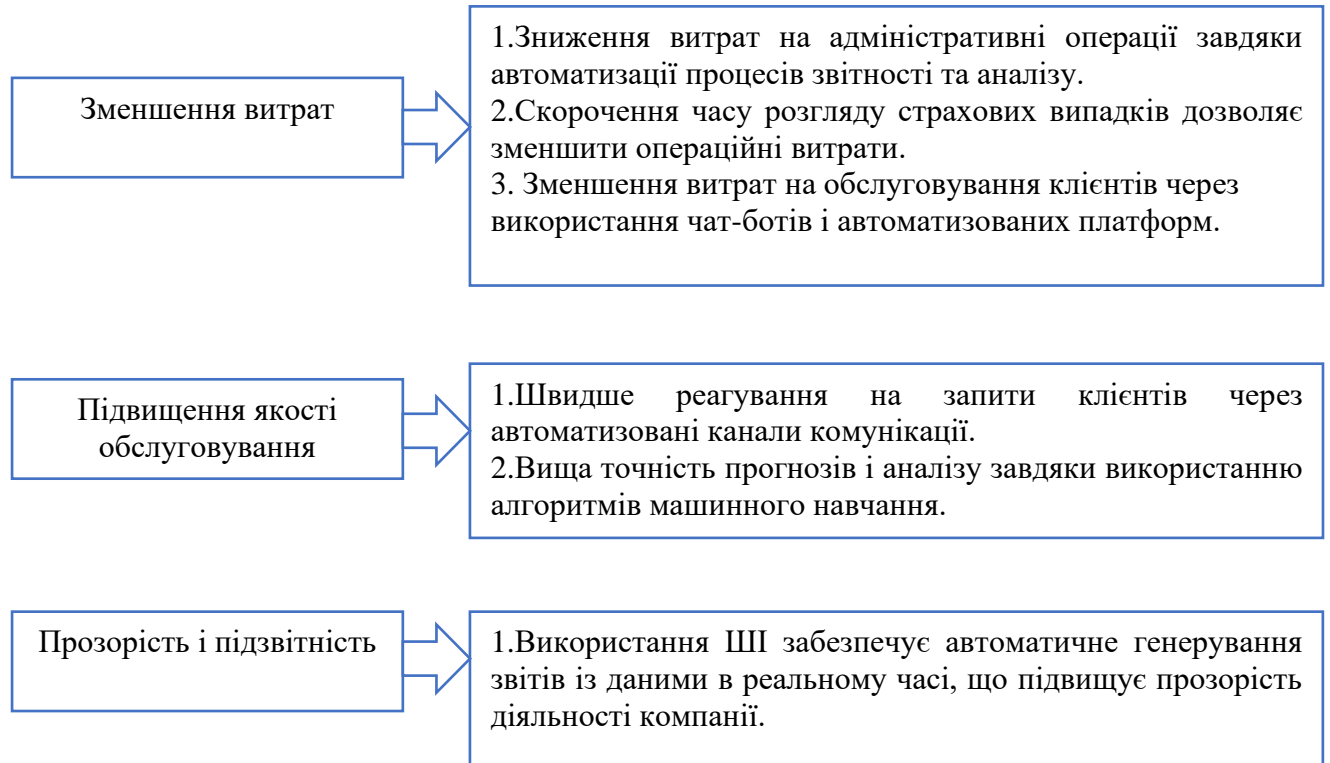 Зменшення витрат
1.Зниження витрат на адміністративні операції завдяки
автоматизації процесів звітності та аналізу.
2.Скорочення часу розгляду страхових випадків дозволяє
зменшити операційні витрати.
3. Зменшення витрат на обслуговування клієнтів через
використання чат-ботів і автоматизованих платформ.
Підвищення якості
обслуговування
1.Швидше реагування на запити клієнтів через
автоматизовані канали комунікації.
2.Вища точність прогнозів і аналізу завдяки використанню
алгоритмів машинного навчання.
Прозорість і підзвітність
1.Використання ШІ забезпечує автоматичне генерування
звітів із даними в реальному часі, що підвищує прозорість
діяльності компанії.